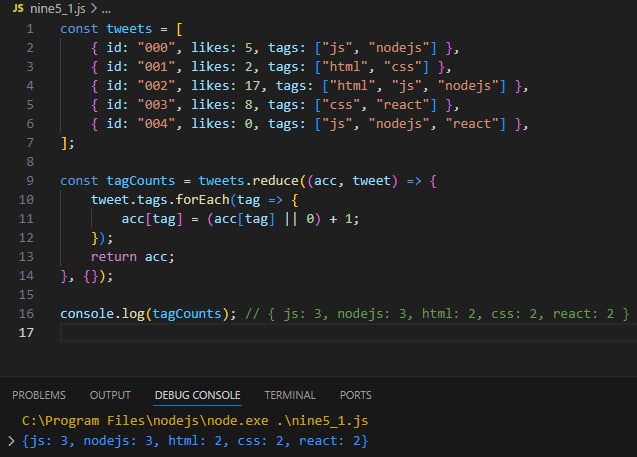 JS nine5_1.js > ...
1 const tweets = [
2     { id: "000", likes: 5, tags: ["js", "nodejs"] },
3     { id: "001", likes: 2, tags: ["html", "css"] },
4     { id: "002", likes: 17, tags: ["html", "js", "nodejs"] },
5     { id: "003", likes: 8, tags: ["css", "react"] },
6     { id: "004", likes: 0, tags: ["js", "nodejs", "react"] },
7 ];
8
9 const tagCounts = tweets.reduce((acc, tweet) => {
10     tweet.tags.forEach(tag => {
11         acc[tag] = (acc[tag] || 0) + 1;
12     });
13     return acc;
14 }, {});
15
16 console.log(tagCounts); // { js: 3, nodejs: 3, html: 2, css: 2, react: 2 }
17
PROBLEMS OUTPUT DEBUG CONSOLE TERMINAL PORTS
C:\Program Files\nodejs\node.exe .\nine5_1.js
> {js: 3, nodejs: 3, html: 2, css: 2, react: 2}